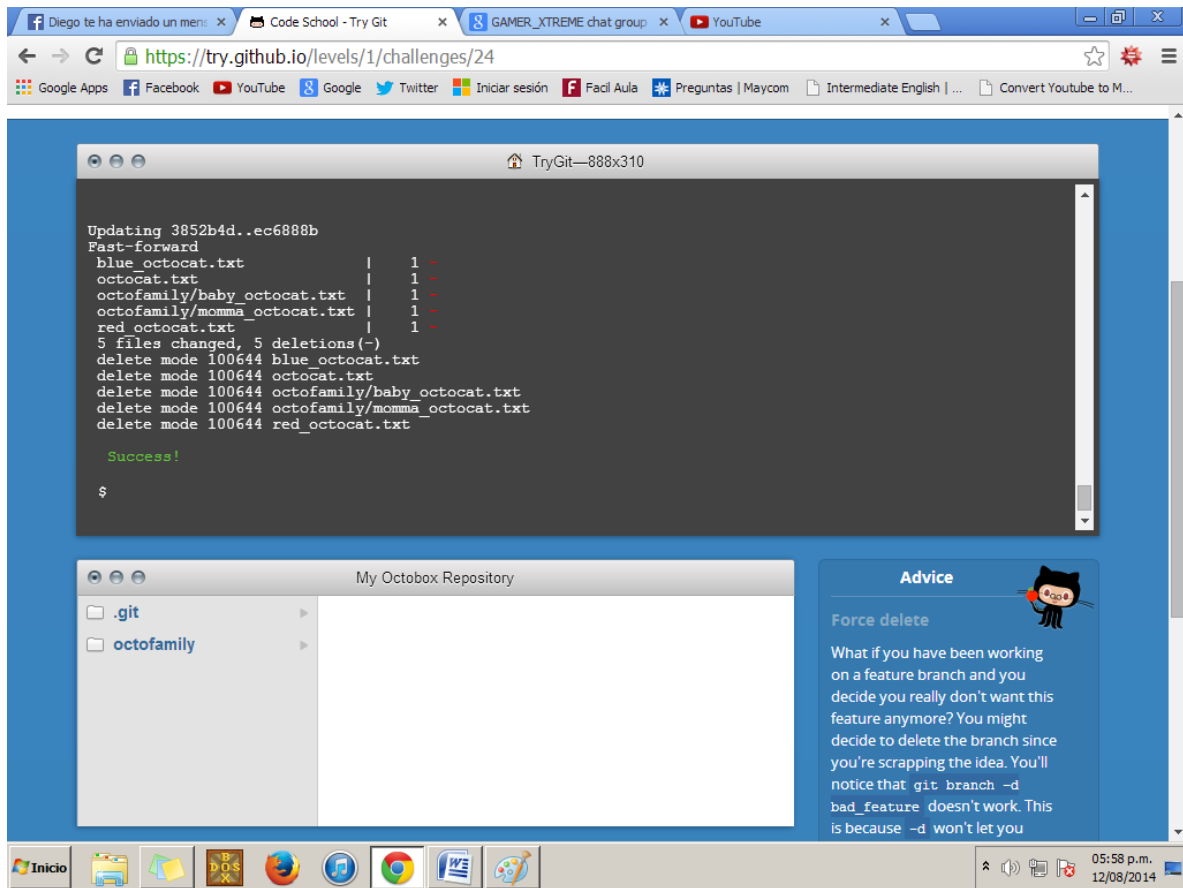 Diego te ha enviado un mens
Code School - Try Git
GAMER_XTREME chat group
YouTube
https://try.github.io/levels/1/challenges/24
Google Apps
Facebook
YouTube
Google
Twitter
Iniciar sesión
Facil Aula
Preguntas | Maycom
Intermediate English | ...
Convert Youtube to M...
TryGit—888x310
Updating 3852b4d..ec6888b
Fast-forward
blue_octocat.txt | 1 -
octocat.txt | 1 -
octofamily/baby_octocat.txt | 1 -
octofamily/momma_octocat.txt | 1 -
red_octocat.txt | 1 -
5 files changed, 5 deletions(-)
delete mode 100644 blue_octocat.txt
delete mode 100644 octocat.txt
delete mode 100644 octofamily/baby_octocat.txt
delete mode 100644 octofamily/momma_octocat.txt
delete mode 100644 red_octocat.txt
Success!
$
My Octobox Repository
.git
octofamily
Advice
Force delete
What if you have been working
on a feature branch and you
decide you really don't want this
feature anymore? You might
decide to delete the branch since
you're scrapping the idea. You'll
notice that git branch -d
bad_feature doesn't work. This
is because -d won't let you
Inicio
05:58 p.m.
12/08/2014